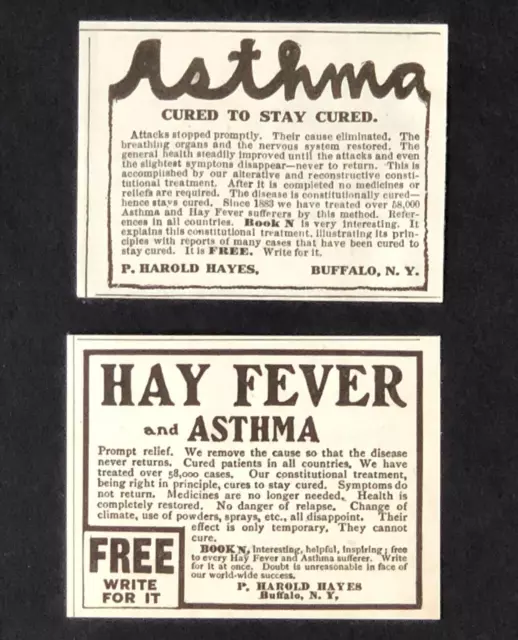 Asthma
CURED TO STAY CURED.
Attacks stopped promptly. Their cause eliminated. The
breathing organs and the nervous system restored. The
general health steadily improved until the attacks and even
the slightest symptons disappear—never to return. This is
accomplished by our alterative and reconstructive consti-
tutional treatment. After it is completed no medicines or
reliefs are required. The disease is constitutionally cured—
hence stays cured. Since 1883 we have treated over 58,000
Asthma and Hay Fever sufferers by this method. Refer-
ences in all countries. Book N is very interesting. It
explains this constitutional treatment, illustrating its prin-
ciples with reports of many cases that have been cured to
stay cured. It is FREE. Write for it.
P. HAROLD HAYES, BUFFALO, N. Y.
HAY FEVER
and ASTHMA
Prompt relief. We remove the cause so that the disease
never returns. Cured patients in all countries. We have
treated over 58,000 cases. Our constitutional treatment,
being right in principle, cures to stay cured. Symptoms do
not return. Medicines are no longer needed. Health is
completely restored. No danger of relapse. Change of
climate, use of powders, sprays, etc., all disappoint. Their
effect is only temporary. They cannot
cure.
BOOK N, interesting, helpful, inspiring; free
to every Hay Fever and Asthma sufferer. Write
for it at once. Doubt is unreasonable in face of
our world-wide success.
P. HAROLD HAYES
Buffalo, N. Y.
FREE
WRITE
FOR IT